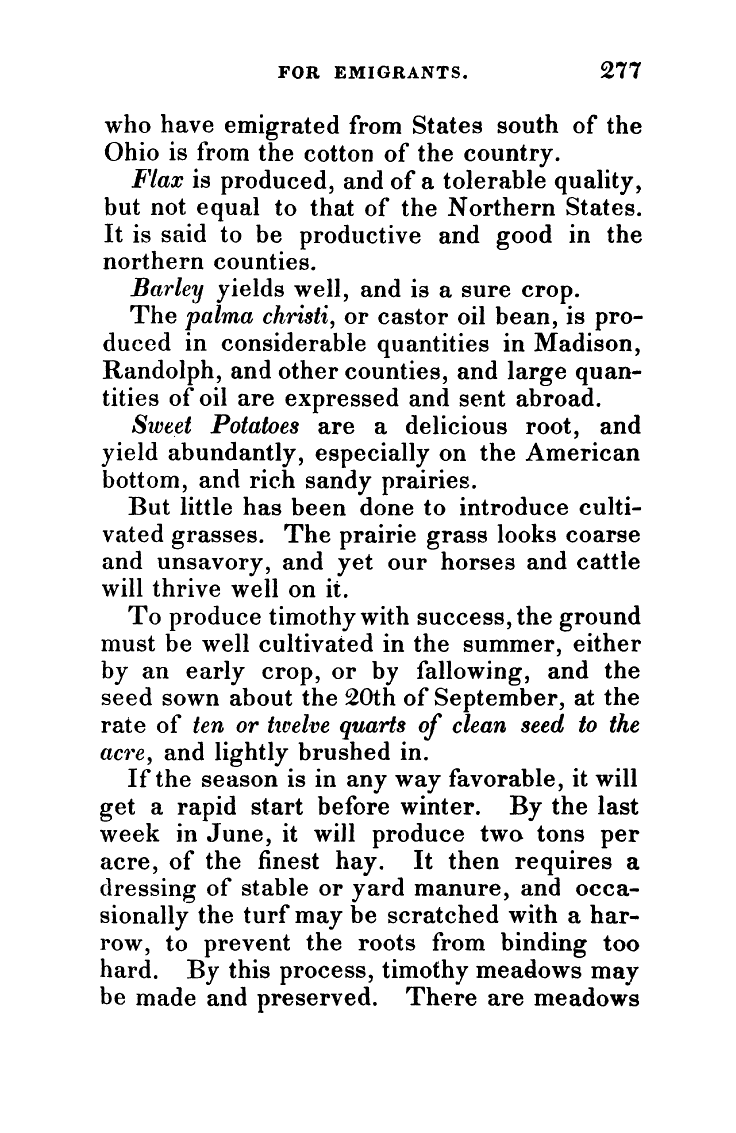 FOR EMIGRANTS. 277
who have emigrated from States south of the
Ohio is from the cotton of the country.
Flax is produced, and of a tolerable quality,
but not equal to that of the Northern States.
It is said to be productive and good in the
northern counties.
Barley yields well, and is a sure crop.
The palma christi, or castor oil bean, is pro-
duced in considerable quantities in Madison,
Randolph, and other counties, and large quan-
tities of oil are expressed and sent abroad.
Sweet Potatoes are a delicious root, and
yield abundantly, especially on the American
bottom, and rich sandy prairies.
But little has been done to introduce culti-
vated grasses. The prairie grass looks coarse
and unsavory, and yet our horses and cattle
will thrive well on it.
To produce timothy with success, the ground
must be well cultivated in the summer, either
by an early crop, or by fallowing, and the
seed sown about the 20th of September, at the
rate of ten or twelve quarts of clean seed to the
acre, and lightly brushed in.
If the season is in any way favorable, it will
get a rapid start before winter. By the last
week in June, it will produce two tons per
acre, of the finest hay. It then requires a
dressing of stable or yard manure, and occa-
sionally the turf may be scratched with a har-
row, to prevent the roots from binding too
hard. By this process, timothy meadows may
be made and preserved. There are meadows